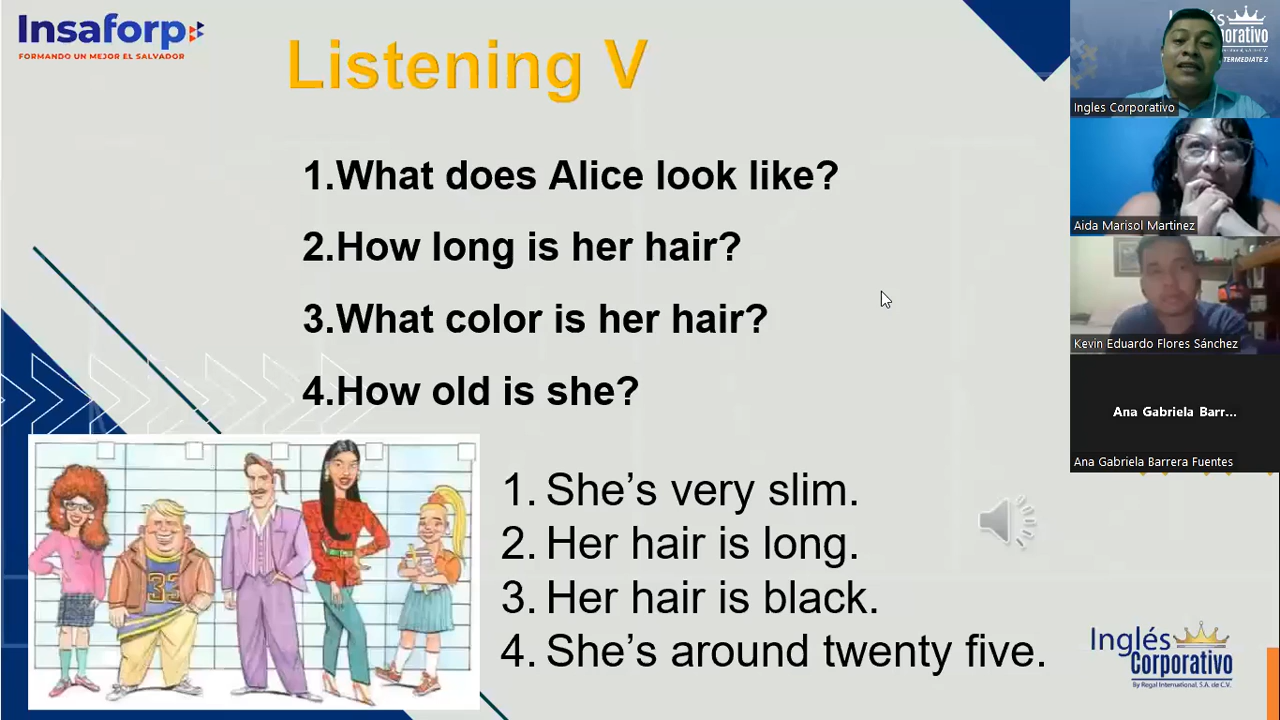 Insaforp
FORMANDO UN MEJOR EL SALVADOR
Listening V
1.What does Alice look like?
2.How long is her hair?
3.What color is her hair?
4.How old is she?
33
1. She's very slim.
2. Her hair is long.
3. Her hair is black.
4. She's around twenty five.
Inglés
Corporativo
By Regal International, S.A. de C.V.
Ingles Corporativo
Aida Marisol Martinez
Kevin Eduardo Flores Sánchez
Ana Gabriela Barr...
Ana Gabriela Barrera Fuentes